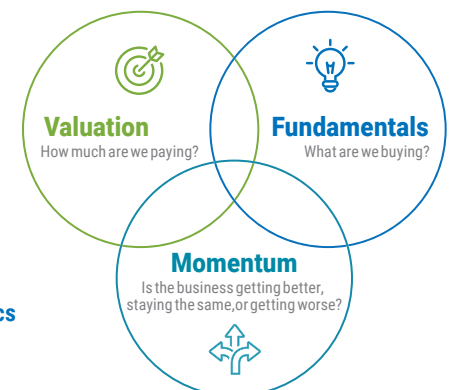 Valuation
How much are we paying?
Fundamentals
What are we buying?
Momentum
Is the business getting better,
staying the same,or getting worse?
cs